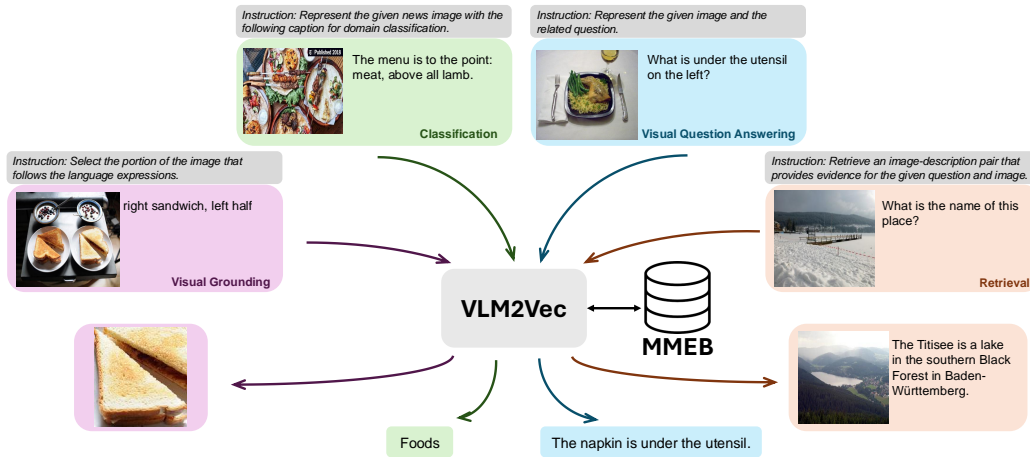 Instruction: Represent the given news image with the
following caption for domain classification.
Published 2019
The menu is to the point:
meat, above all lamb.
Classification
Instruction: Represent the given image and the
related question.
What is under the utensil
on the left?
Visual Question Answering
Instruction: Select the portion of the image that
follows the language expressions.
right sandwich, left half
Visual Grounding
Instruction: Retrieve an image-description pair that
provides evidence for the given question and image.
What is the name of this
place?
Retrieval
VLM2Vec
MMEB
The Titisee is a lake
in the southern Black
Forest in Baden-
Württemberg.
Foods
The napkin is under the utensil.